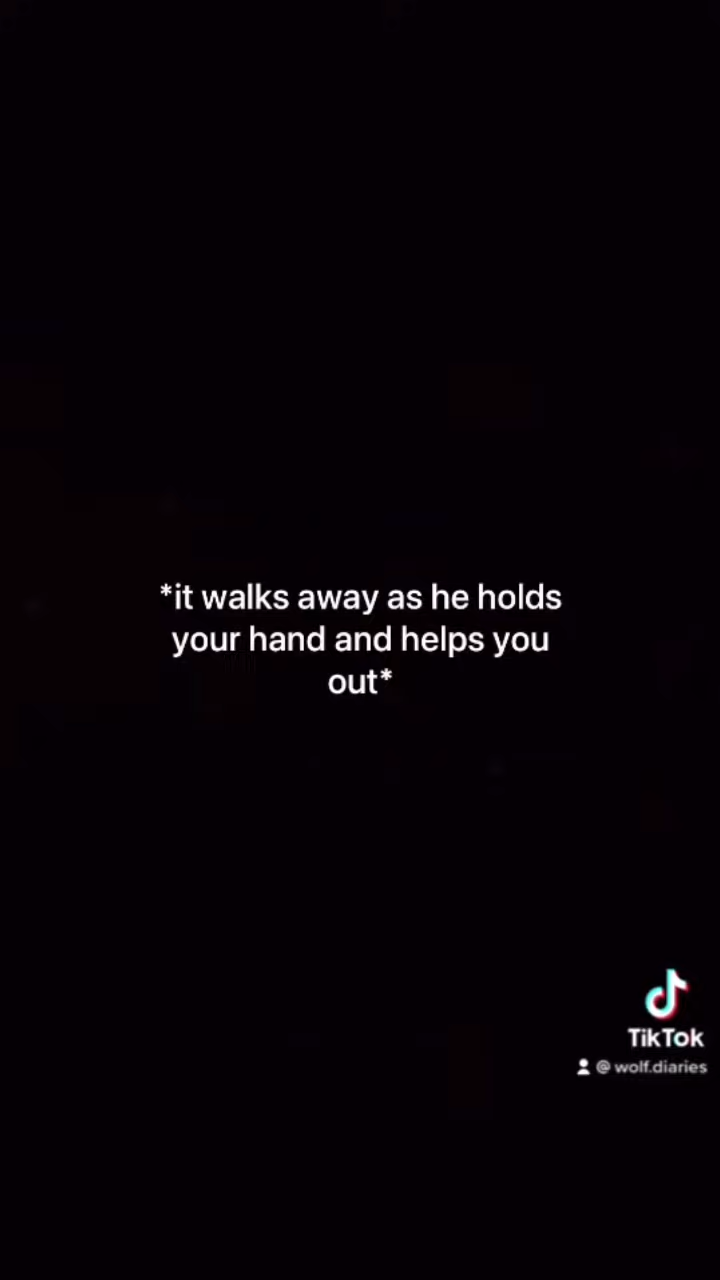 *it walks away as he holds
your hand and helps you
out*
TikTok
@ wolf.diaries